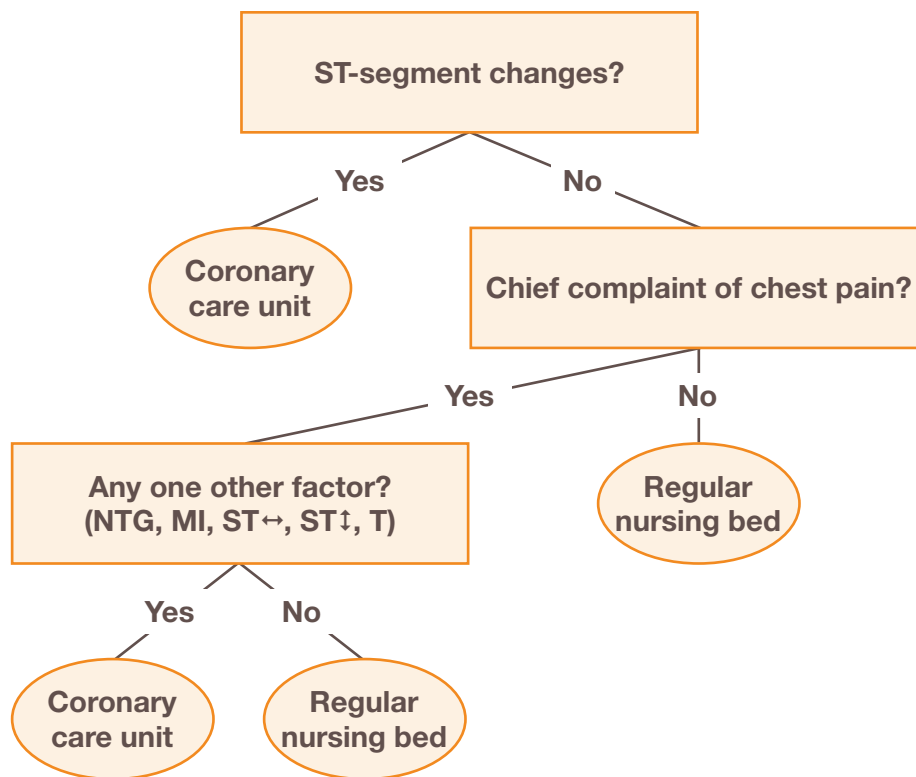 ST-segment changes?
Yes
No
Coronary
care unit
Chief complaint of chest pain?
Yes
No
Any one other factor?
(NTG, MI, ST↔, ST↕, T)
Regular
nursing bed
Yes
No
Coronary
care unit
Regular
nursing bed